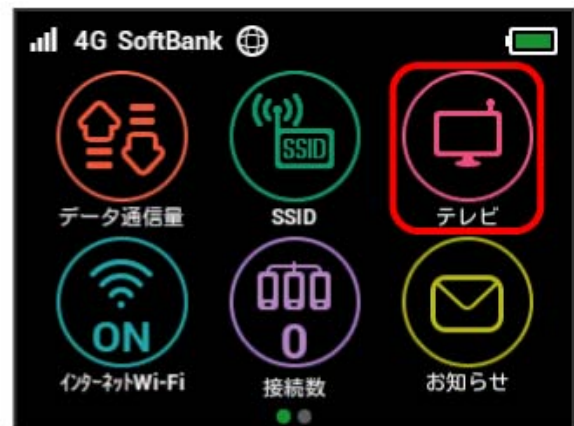 4G SoftBank
SSID
データ通信量 SSID テレビ
ON 0
インターネットWi-Fi 接続数 お知らせ